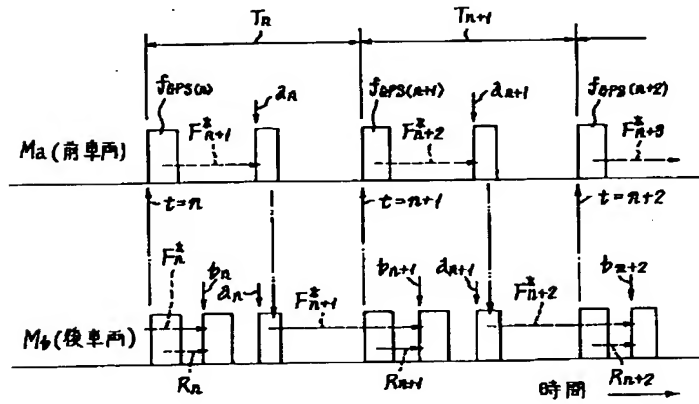 Tn Tn+1
fGPS(n) an fGPS(n+1) an+1 fGPS(n+2)
Ma(前車両) F*n+1 F*n+2 F*n+3
t=n t=n+1 t=n+2
F*n bn an F*n+1 bn+1 an+1 F*n+2 bn+2
Mb(後車両)
Rn Rn+1 Rn+2
時間